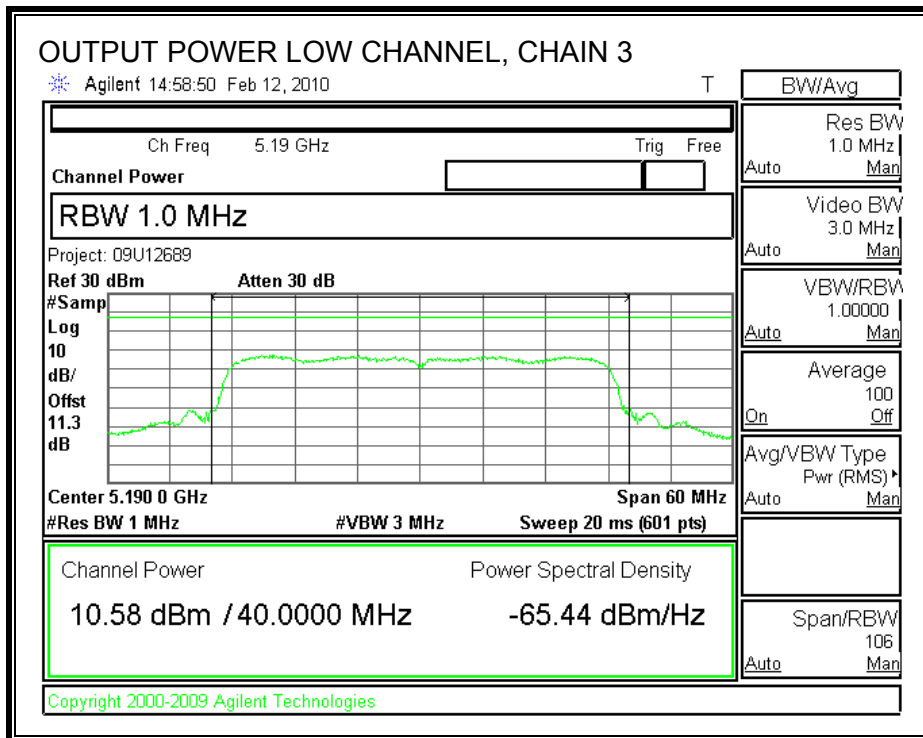 OUTPUT POWER LOW CHANNEL, CHAIN 3
Agilent 14:58:50 Feb 12, 2010 T
Ch Freq 5.19 GHz Trig Free
Channel Power
RBW 1.0 MHz
Project: 09U12689
Ref 30 dBm Atten 30 dB
#Samp
Log
10
dB/
Offst
11.3
dB
Center 5.190 0 GHz Span 60 MHz
#Res BW 1 MHz #VBW 3 MHz Sweep 20 ms (601 pts)
Channel Power Power Spectral Density
10.58 dBm / 40.0000 MHz -65.44 dBm/Hz
Copyright 2000-2009 Agilent Technologies
BW/Avg
Res BW
1.0 MHz
Auto Man
Video BW
3.0 MHz
Auto Man
VBW/RBW
1.00000
Auto Man
Average
100
On Off
Avg/VBW Type
Pwr (RMS)
Auto Man
Span/RBW
106
Auto Man